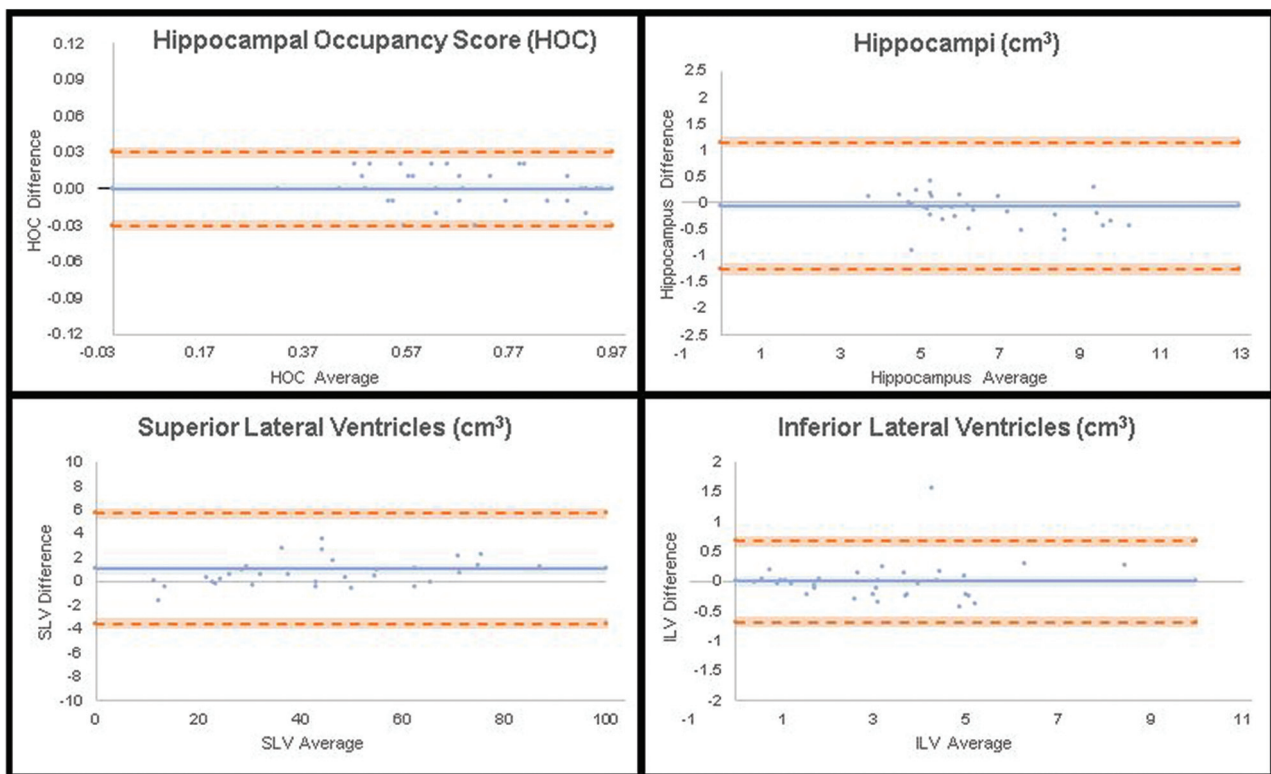 Hippocampal Occupancy Score (HOC)
0.12
0.09
0.06
0.03
0.00
-0.03
-0.06
-0.09
-0.12
HOC Difference
-0.03 0.17 0.37 0.57 0.77 0.97
HOC Average
Hippocampi (cm³)
2.5
2
1.5
1
0.5
0
-0.5
-1
-1.5
-2
-2.5
Hippocampus Difference
-1 1 3 5 7 9 11 13
Hippocampus Average
Superior Lateral Ventricles (cm³)
10
8
6
4
2
0
-2
-4
-6
-8
-10
SLV Difference
0 20 40 60 80 100
SLV Average
Inferior Lateral Ventricles (cm³)
2
1.5
1
0.5
0
-0.5
-1
-1.5
-2
ILV Difference
-1 1 3 5 7 9 11
ILV Average